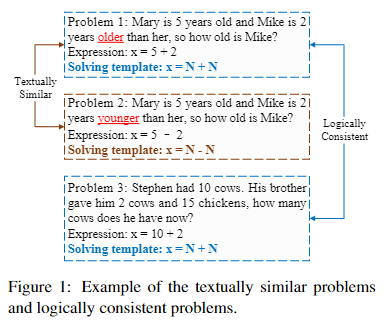 Problem 1: Mary is 5 years old and Mike is 2
years older than her, so how old is Mike?
Expression: x = 5 + 2
Solving template: x = N + N
Textually
Similar
Problem 2: Mary is 5 years old and Mike is 2
years younger than her, so how old is Mike?
Expression: x = 5 - 2
Solving template: x = N - N
Logically
Consistent
Problem 3: Stephen had 10 cows. His brother
gave him 2 cows and 15 chickens, how many
cows does he have now?
Expression: x = 10 + 2
Solving template: x = N + N
Figure 1: Example of the textually similar problems
and logically consistent problems.